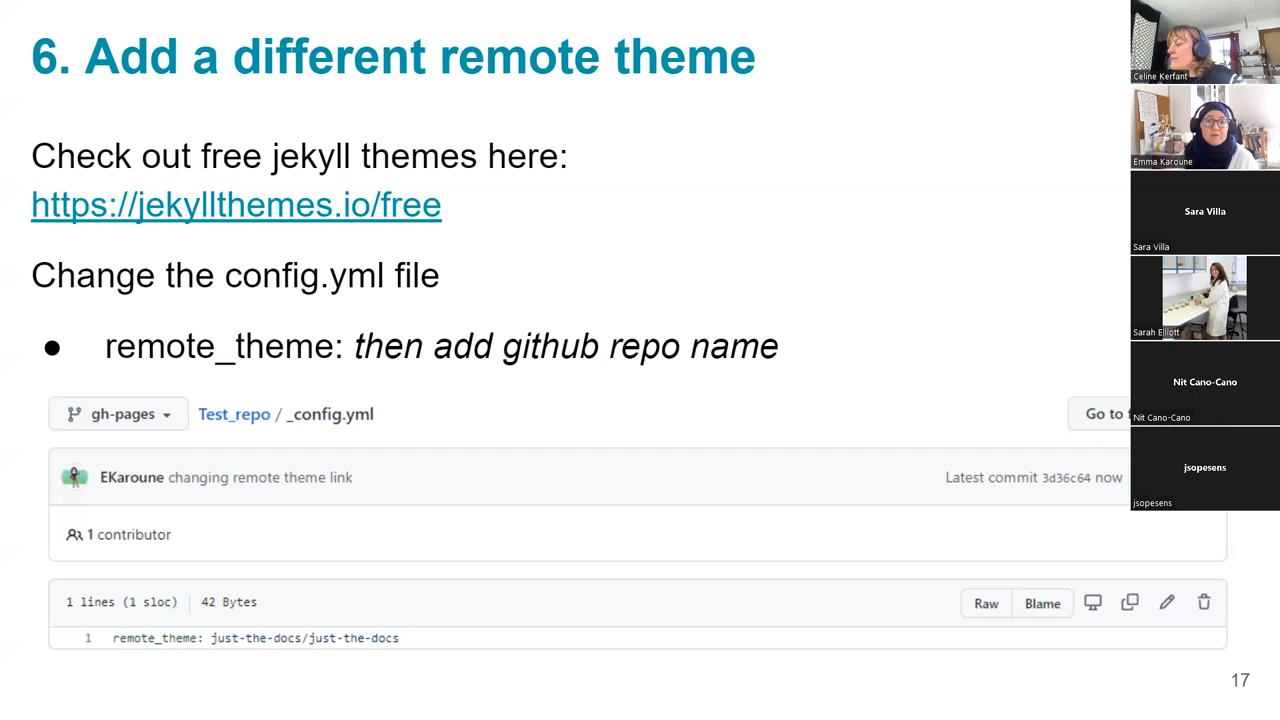 6. Add a different remote theme
Check out free jekyll themes here:
https://jekyllthemes.io/free
Change the config.yml file
● remote_theme: then add github repo name
gh-pages
Test_repo / _config.yml
Go to
EKaroune changing remote theme link
Latest commit 3d36c64 now
1 contributor
1 lines (1 sloc)
42 Bytes
Raw
Blame
1 remote_theme: just-the-docs/just-the-docs
17
Celine Kerfant
Emma Karoune
Sara Villa
Sara Villa
Sarah Elliott
Nit Cano-Cano
Nit Cano-Cano
jsopesens
jsopesens